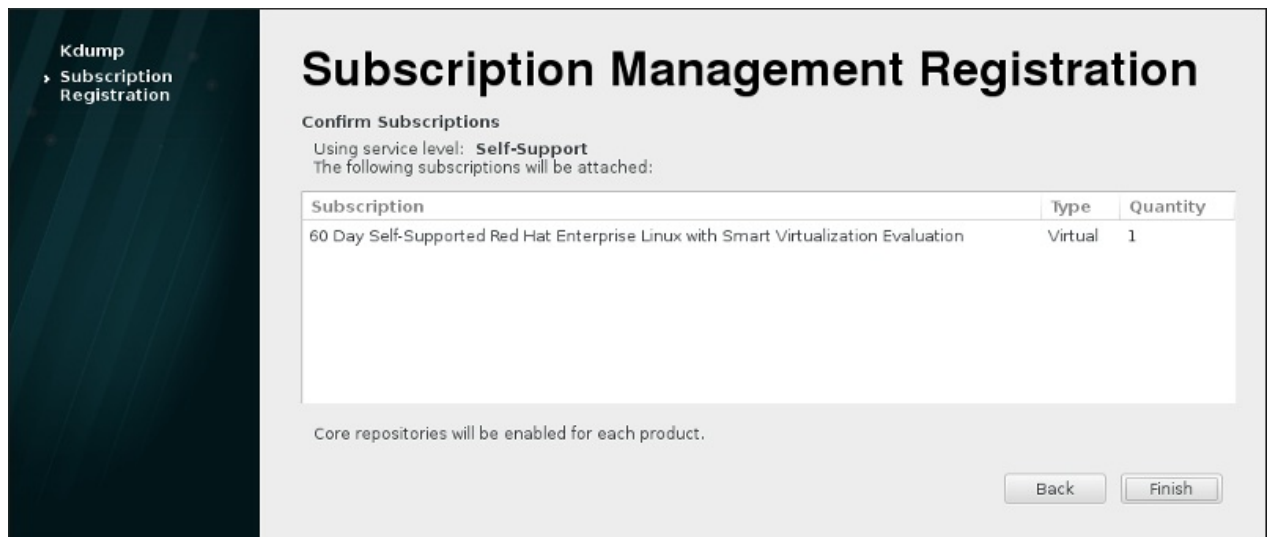 Kdump
Subscription
Registration
Subscription Management Registration
Confirm Subscriptions
Using service level: Self-Support
The following subscriptions will be attached:
Subscription Type Quantity
60 Day Self-Supported Red Hat Enterprise Linux with Smart Virtualization Evaluation Virtual 1
Core repositories will be enabled for each product.
Back Finish